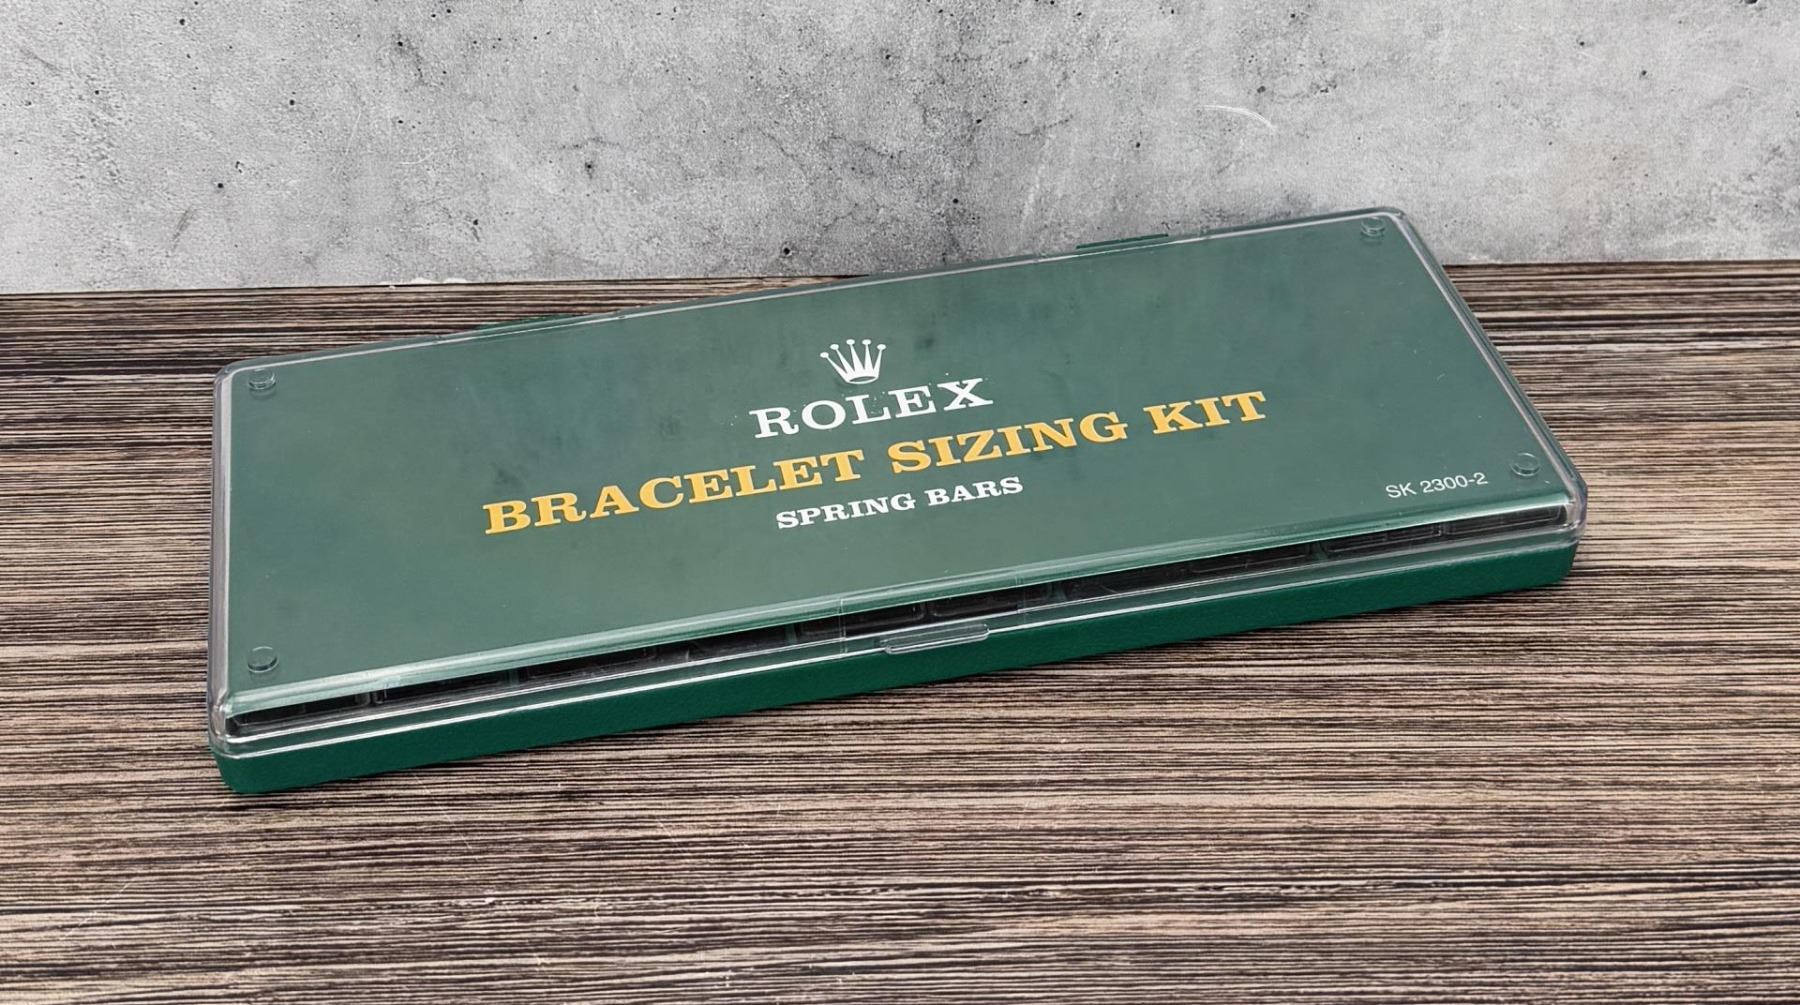 ROLEX
BRACELET SIZING KIT
SPRING BARS
SK 2300-2